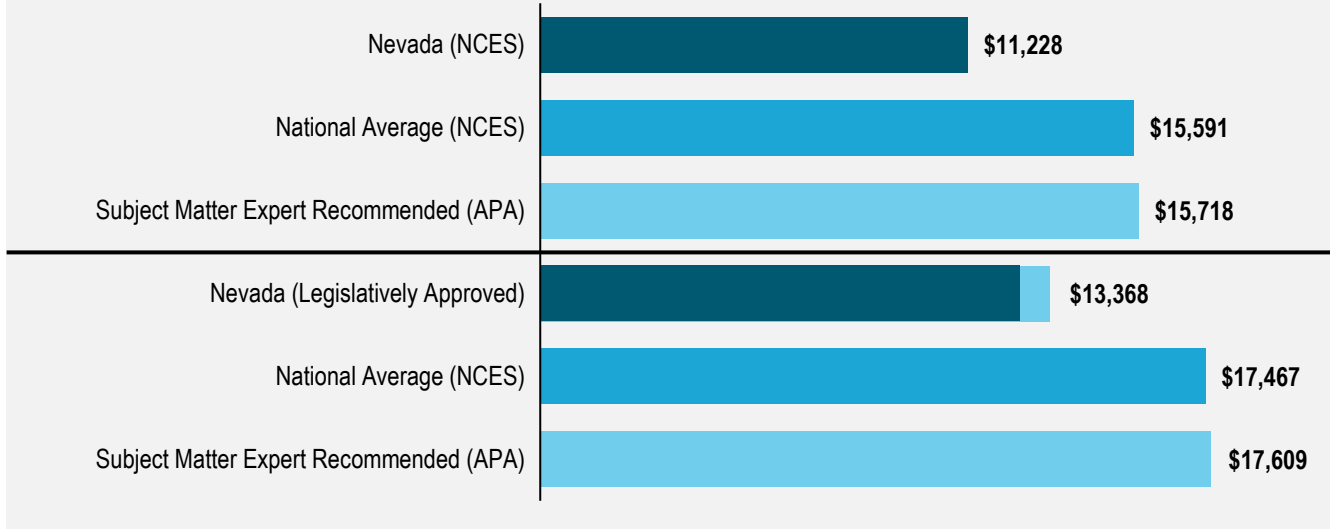 Nevada (NCES) $11,228
National Average (NCES) $15,591
Subject Matter Expert Recommended (APA) $15,718
Nevada (Legislatively Approved) $13,368
National Average (NCES) $17,467
Subject Matter Expert Recommended (APA) $17,609